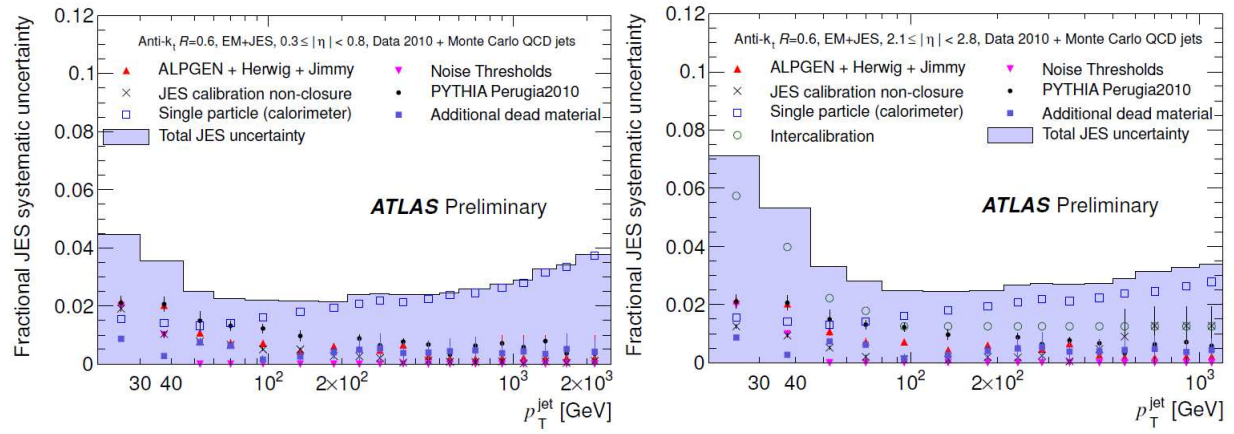 0.12
0.1
0.08
0.06
0.04
0.02
0
Fractional JES systematic uncertainty
Anti-k_t R=0.6, EM+JES, 0.3≤ |η| < 0.8, Data 2010 + Monte Carlo QCD jets
ALPGEN + Herwig + Jimmy
JES calibration non-closure
Single particle (calorimeter)
Total JES uncertainty
Noise Thresholds
PYTHIA Perugia2010
Additional dead material
ATLAS Preliminary
30 40 10² 2×10² 10³ 2×10³
p_T^jet [GeV]
0.12
0.1
0.08
0.06
0.04
0.02
0
Fractional JES systematic uncertainty
Anti-k_t R=0.6, EM+JES, 2.1≤ |η| < 2.8, Data 2010 + Monte Carlo QCD jets
ALPGEN + Herwig + Jimmy
JES calibration non-closure
Single particle (calorimeter)
Intercalibration
Noise Thresholds
PYTHIA Perugia2010
Additional dead material
Total JES uncertainty
ATLAS Preliminary
30 40 10² 2×10² 10³
p_T^jet [GeV]